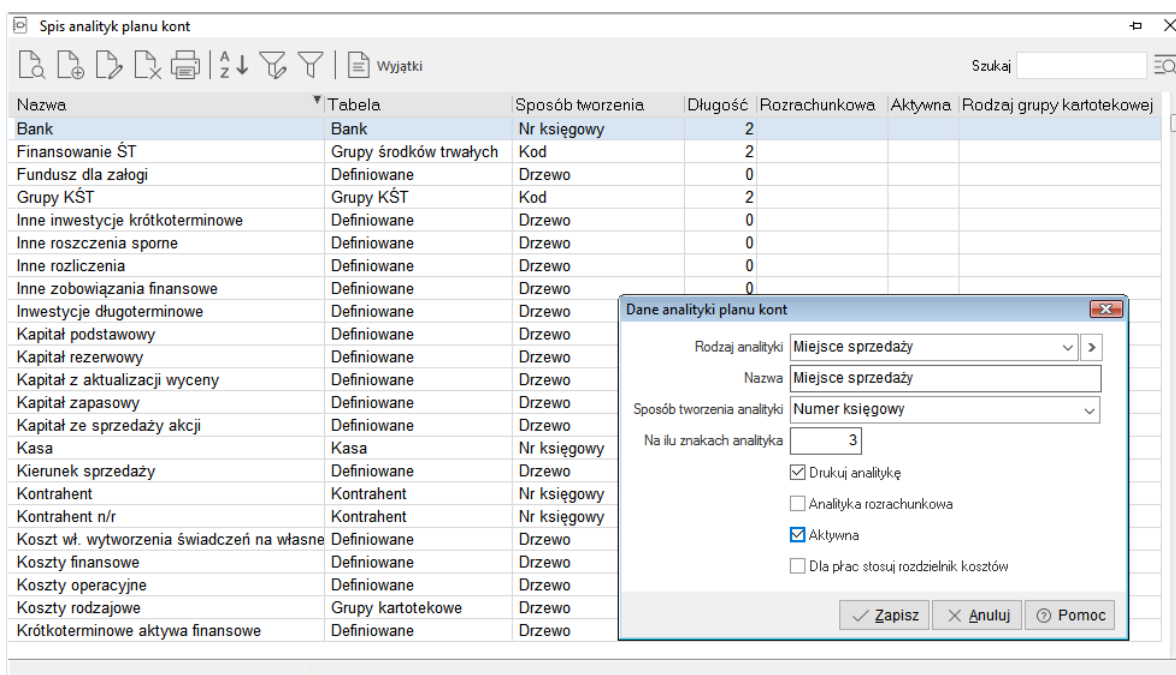 Spis analityk planu kont
A Z Wyjątki Szukaj
Nazwa Tabela Sposób tworzenia Długość Rozrachunkowa Aktywna Rodzaj grupy kartotekowej
Bank Bank Nr księgowy 2
Finansowanie ŚT Grupy środków trwałych Kod 2
Fundusz dla załogi Definiowane Drzewo 0
Grupy KŚT Grupy KŚT Kod 2
Inne inwestycje krótkoterminowe Definiowane Drzewo 0
Inne roszczenia sporne Definiowane Drzewo 0
Inne rozliczenia Definiowane Drzewo 0
Inne zobowiązania finansowe Definiowane Drzewo 0
Inwestycje długoterminowe Definiowane Drzewo
Kapitał podstawowy Definiowane Drzewo
Kapitał rezerwowy Definiowane Drzewo
Kapitał z aktualizacji wyceny Definiowane Drzewo
Kapitał zapasowy Definiowane Drzewo
Kapitał ze sprzedaży akcji Definiowane Drzewo
Kasa Kasa Nr księgowy
Kierunek sprzedaży Definiowane Drzewo
Kontrahent Kontrahent Nr księgowy
Kontrahent n/r Kontrahent Nr księgowy
Koszt wł. wytworzenia świadczeń na własne Definiowane Drzewo
Koszty finansowe Definiowane Drzewo
Koszty operacyjne Definiowane Drzewo
Koszty rodzajowe Grupy kartotekowe Drzewo
Krótkoterminowe aktywa finansowe Definiowane Drzewo
Dane analityki planu kont
Rodzaj analityki Miejsce sprzedaży
Nazwa Miejsce sprzedaży
Sposób tworzenia analityki Numer księgowy
Na ilu znakach analityka 3
Drukuj analitykę
Analityka rozrachunkowa
Aktywna
Dla płac stosuj rozdzielnik kosztów
Zapisz Anuluj Pomoc